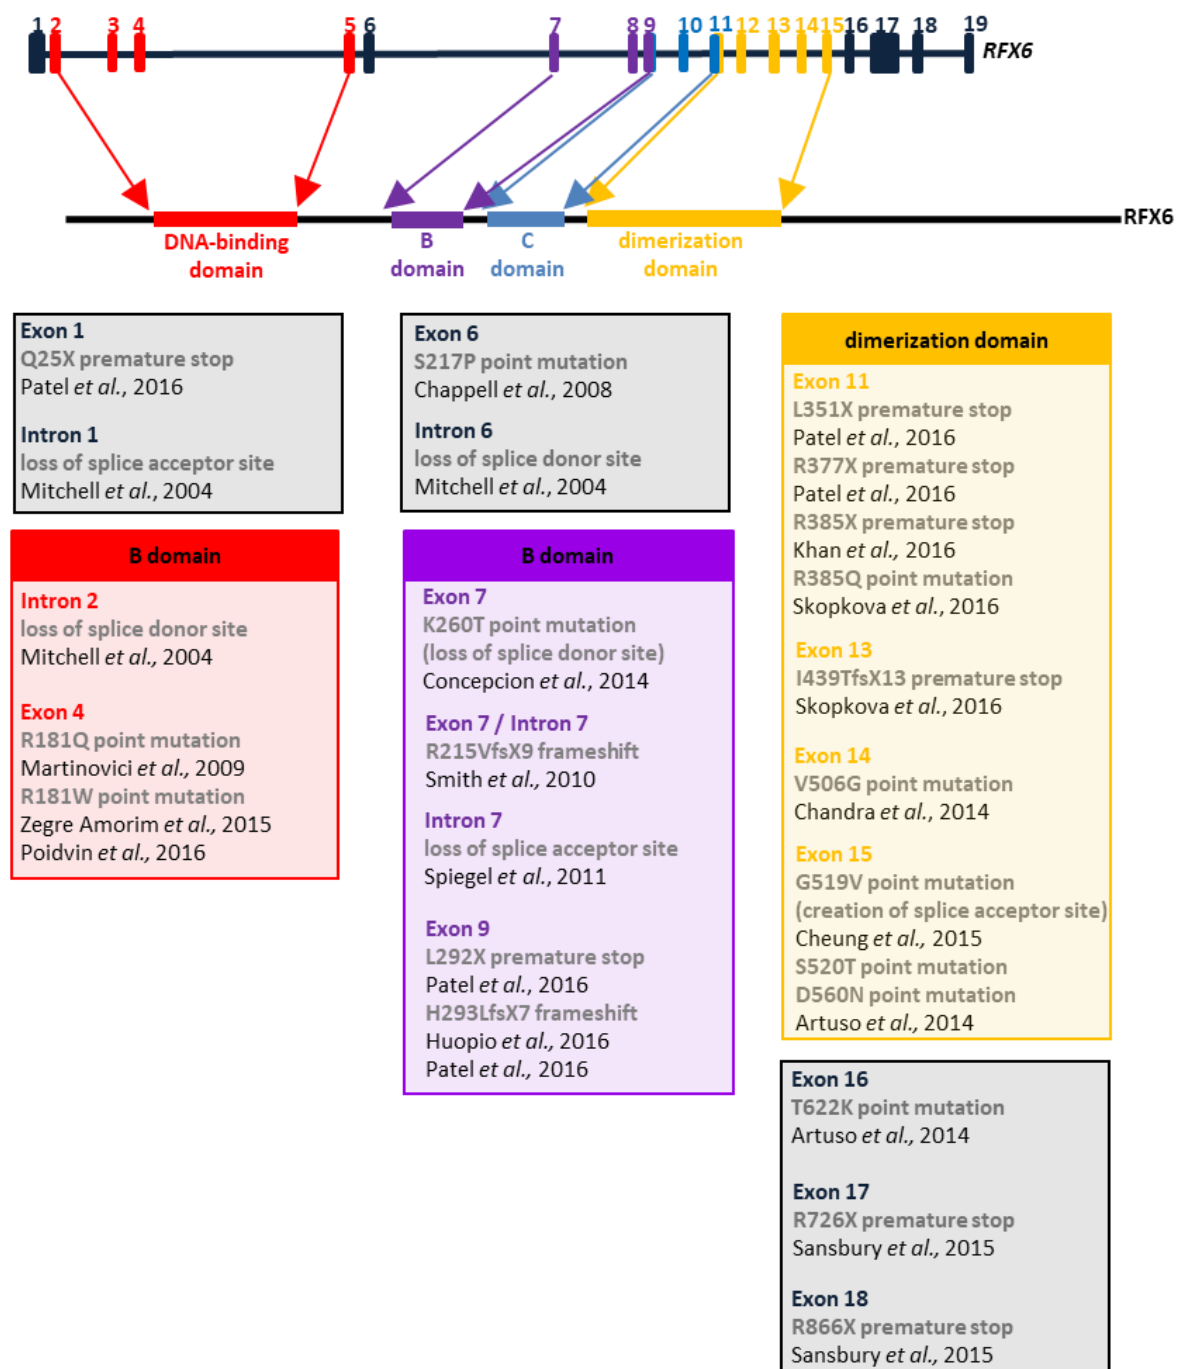 1 2 3 4 5 6 7 8 9 10 11 12 13 14 15 16 17 18 19
RFX6
RFX6
DNA-binding
domain
B
domain
C
domain
dimerization
domain
Exon 1
Q25X premature stop
Patel et al., 2016
Intron 1
loss of splice acceptor site
Mitchell et al., 2004
B domain
Intron 2
loss of splice donor site
Mitchell et al., 2004
Exon 4
R181Q point mutation
Martinovici et al., 2009
R181W point mutation
Zegre Amorim et al., 2015
Poidvin et al., 2016
Exon 6
S217P point mutation
Chappell et al., 2008
Intron 6
loss of splice donor site
Mitchell et al., 2004
B domain
Exon 7
K260T point mutation
(loss of splice donor site)
Concepcion et al., 2014
Exon 7 / Intron 7
R215VfsX9 frameshift
Smith et al., 2010
Intron 7
loss of splice acceptor site
Spiegel et al., 2011
Exon 9
L292X premature stop
Patel et al., 2016
H293LfsX7 frameshift
Huopio et al., 2016
Patel et al., 2016
dimerization domain
Exon 11
L351X premature stop
Patel et al., 2016
R377X premature stop
Patel et al., 2016
R385X premature stop
Khan et al., 2016
R385Q point mutation
Skopkova et al., 2016
Exon 13
I439TfsX13 premature stop
Skopkova et al., 2016
Exon 14
V506G point mutation
Chandra et al., 2014
Exon 15
G519V point mutation
(creation of splice acceptor site)
Cheung et al., 2015
S520T point mutation
D560N point mutation
Artuso et al., 2014
Exon 16
T622K point mutation
Artuso et al., 2014
Exon 17
R726X premature stop
Sansbury et al., 2015
Exon 18
R866X premature stop
Sansbury et al., 2015